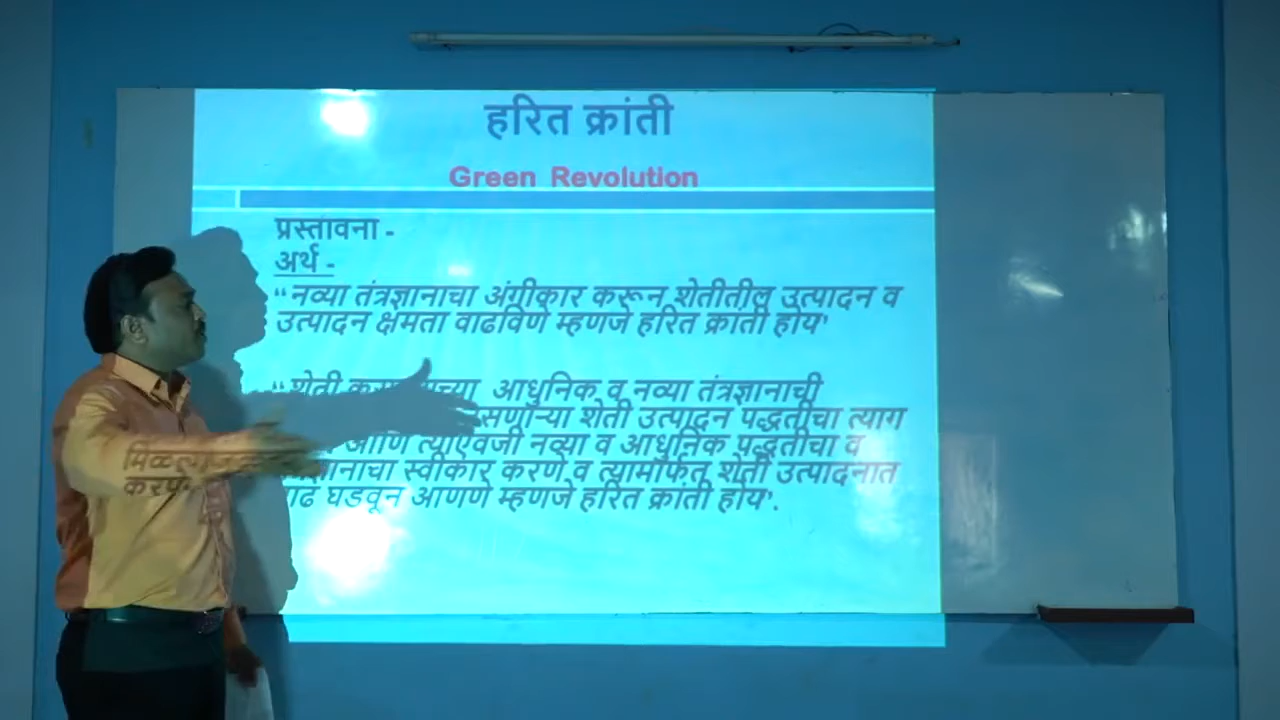 हरित क्रांती
Green Revolution
प्रस्तावना -
अर्थ -
“ नव्या तंत्रज्ञानाचा अंगीकार करून शेतीतील उत्पादन व
उत्पादन क्षमता वाढविणे म्हणजे हरित क्रांती होय"
“ शेती आधुनिक व नव्या तंत्रज्ञानाची
शेती उत्पादन पद्धतीचा त्याग
आणि त्याऐवजी नव्या व आधुनिक पद्धतीचा व
स्वीकार करणे व त्यामार्फत शेती उत्पादनात
घडवून आणणे म्हणजे हरित क्रांती होय".